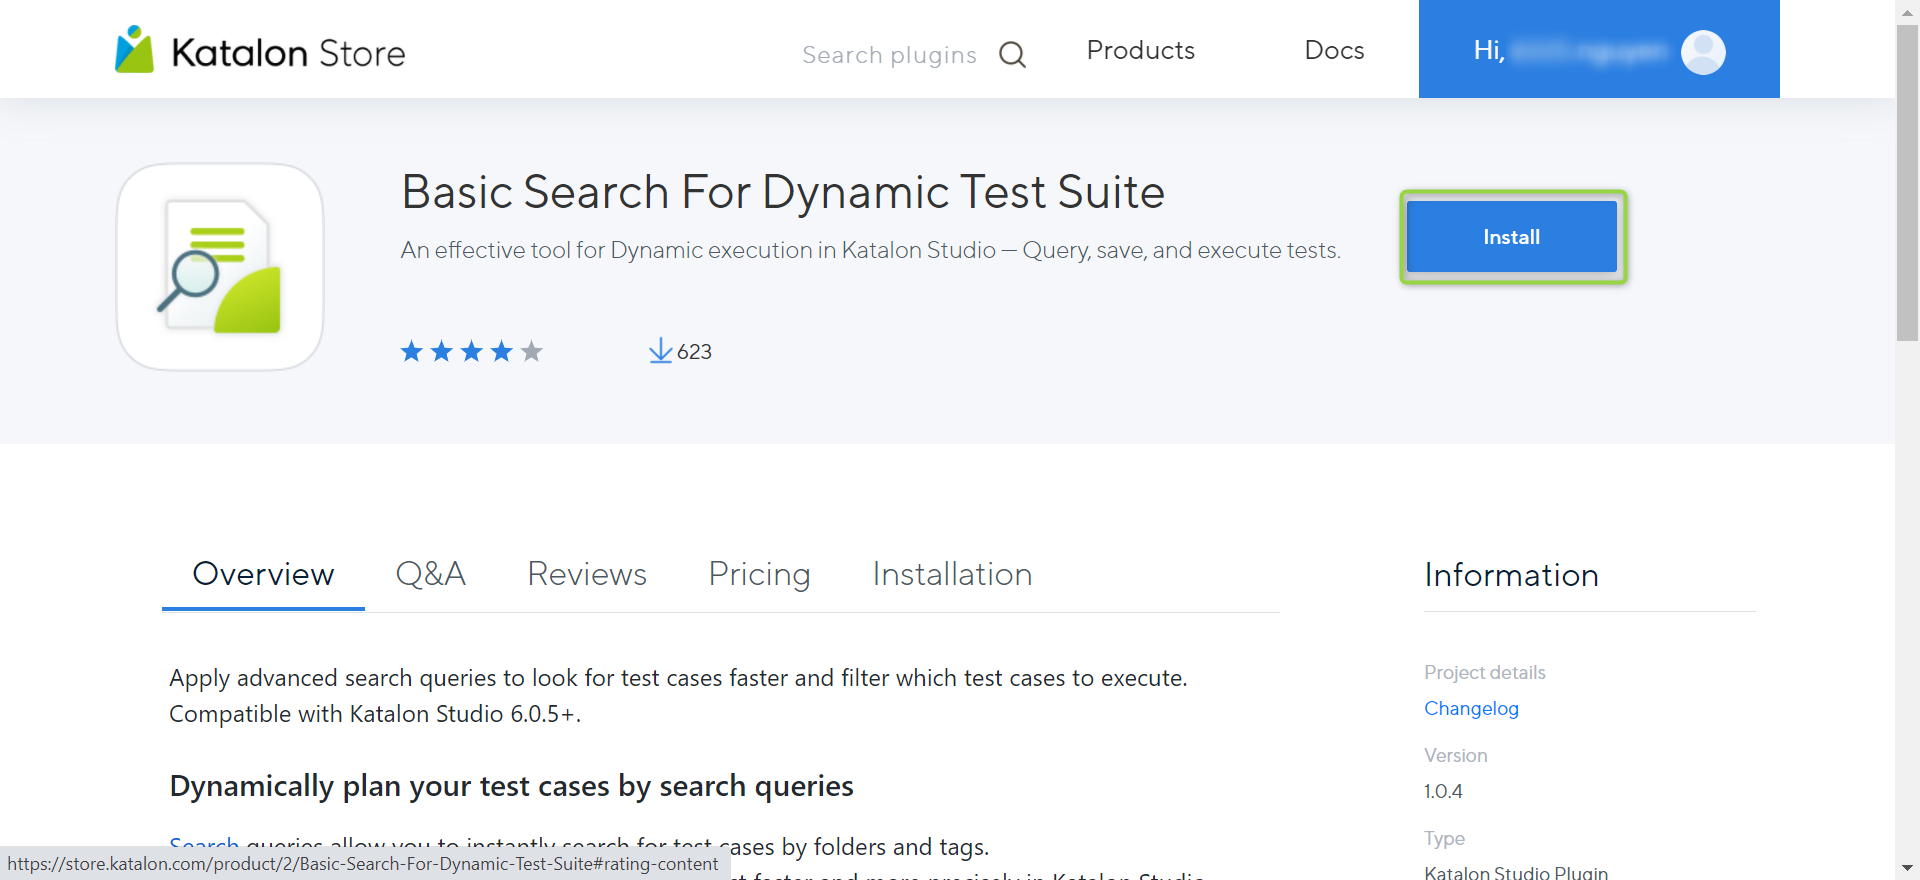 Katalon Store
Search plugins
Products
Docs
Hi,
Basic Search For Dynamic Test Suite
An effective tool for Dynamic execution in Katalon Studio — Query, save, and execute tests.
Install
623
Overview
Q&A
Reviews
Pricing
Installation
Information
Apply advanced search queries to look for test cases faster and filter which test cases to execute.
Compatible with Katalon Studio 6.0.5+.
Dynamically plan your test cases by search queries
Search queries allow you to instantly search for test cases by folders and tags.
faster and more precisely in Katalon Studio
https://store.katalon.com/product/2/Basic-Search-For-Dynamic-Test-Suite#rating-content
Project details
Changelog
Version
1.0.4
Type
Katalon Studio Plugin